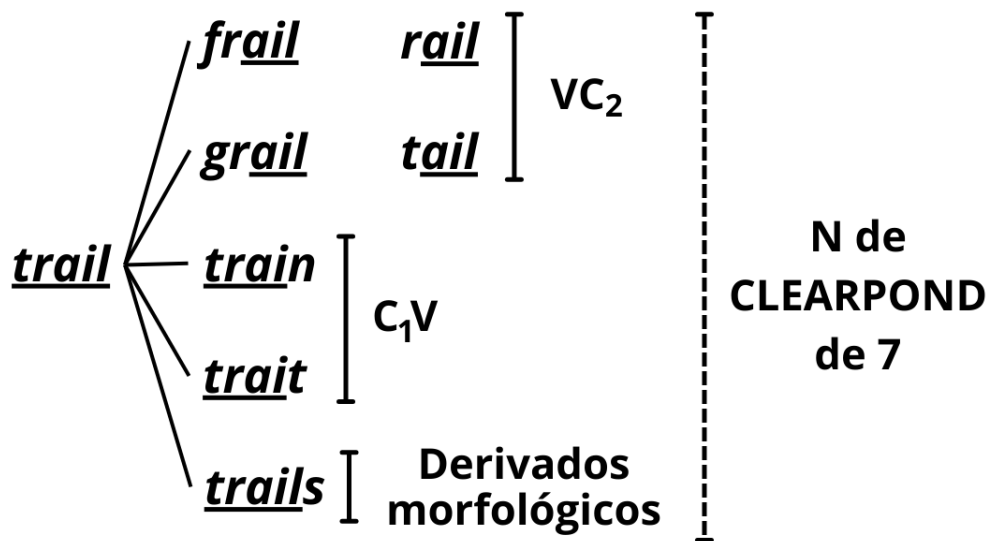 frail rail
VC₂
grail tail
trail
train
C₁V
trait
trails
Derivados
morfológicos
N de
CLEARPOND
de 7